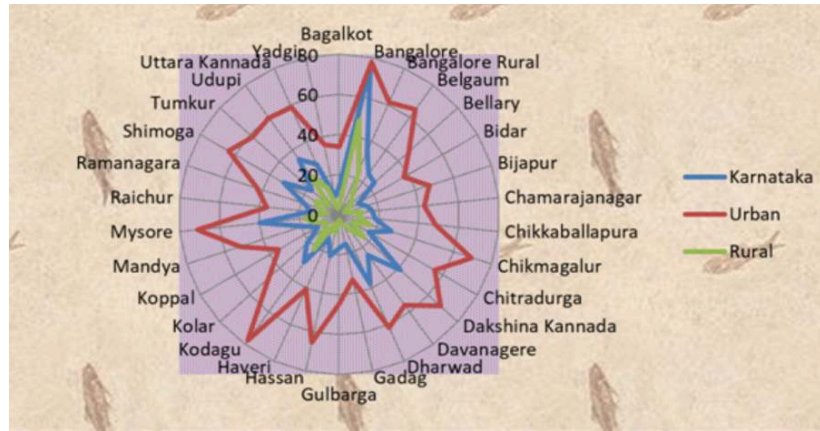 Bagalkot
Bangalore
Bangalore Rural
Belgaum
Bellary
Bidar
Bijapur
Chamarajanagar
Chikkaballapura
Chikmagalur
Chitradurga
Dakshina Kannada
Davanagere
Dharwad
Gadag
Gulbarga
Hassan
Haveri
Kodagu
Kolar
Koppal
Mandya
Mysore
Raichur
Ramanagara
Shimoga
Tumkur
Udupi
Uttara Kannada
Yadgir
80
60
40
20
0
Karnataka
Urban
Rural